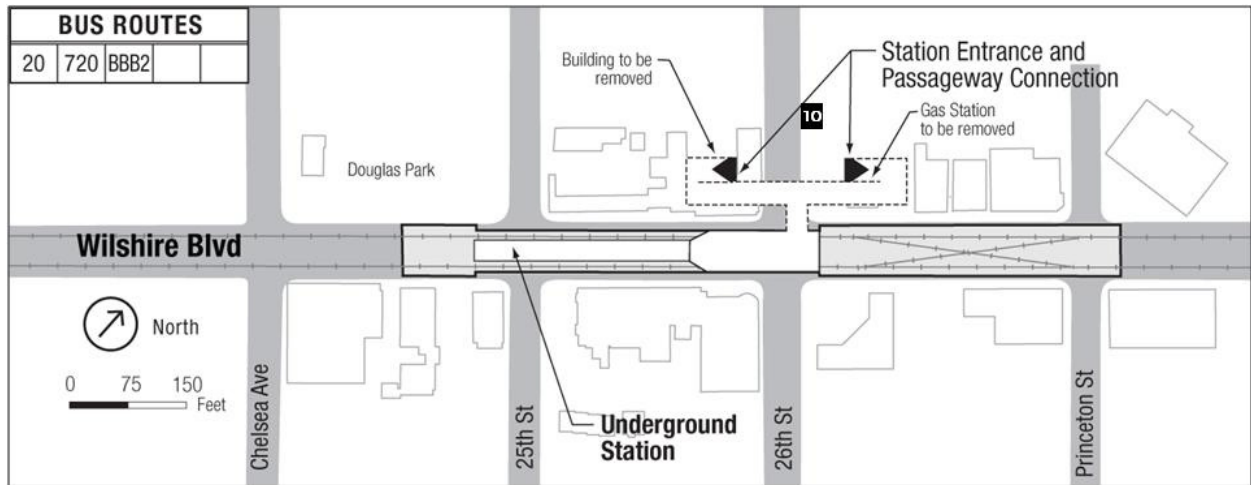 BUS ROUTES
20 720 BBB2
Building to be
removed
Station Entrance and
Passageway Connection
10
Gas Station
to be removed
Douglas Park
Wilshire Blvd
North
0 75 150
Feet
Chelsea Ave
25th St
Underground
Station
26th St
Princeton St